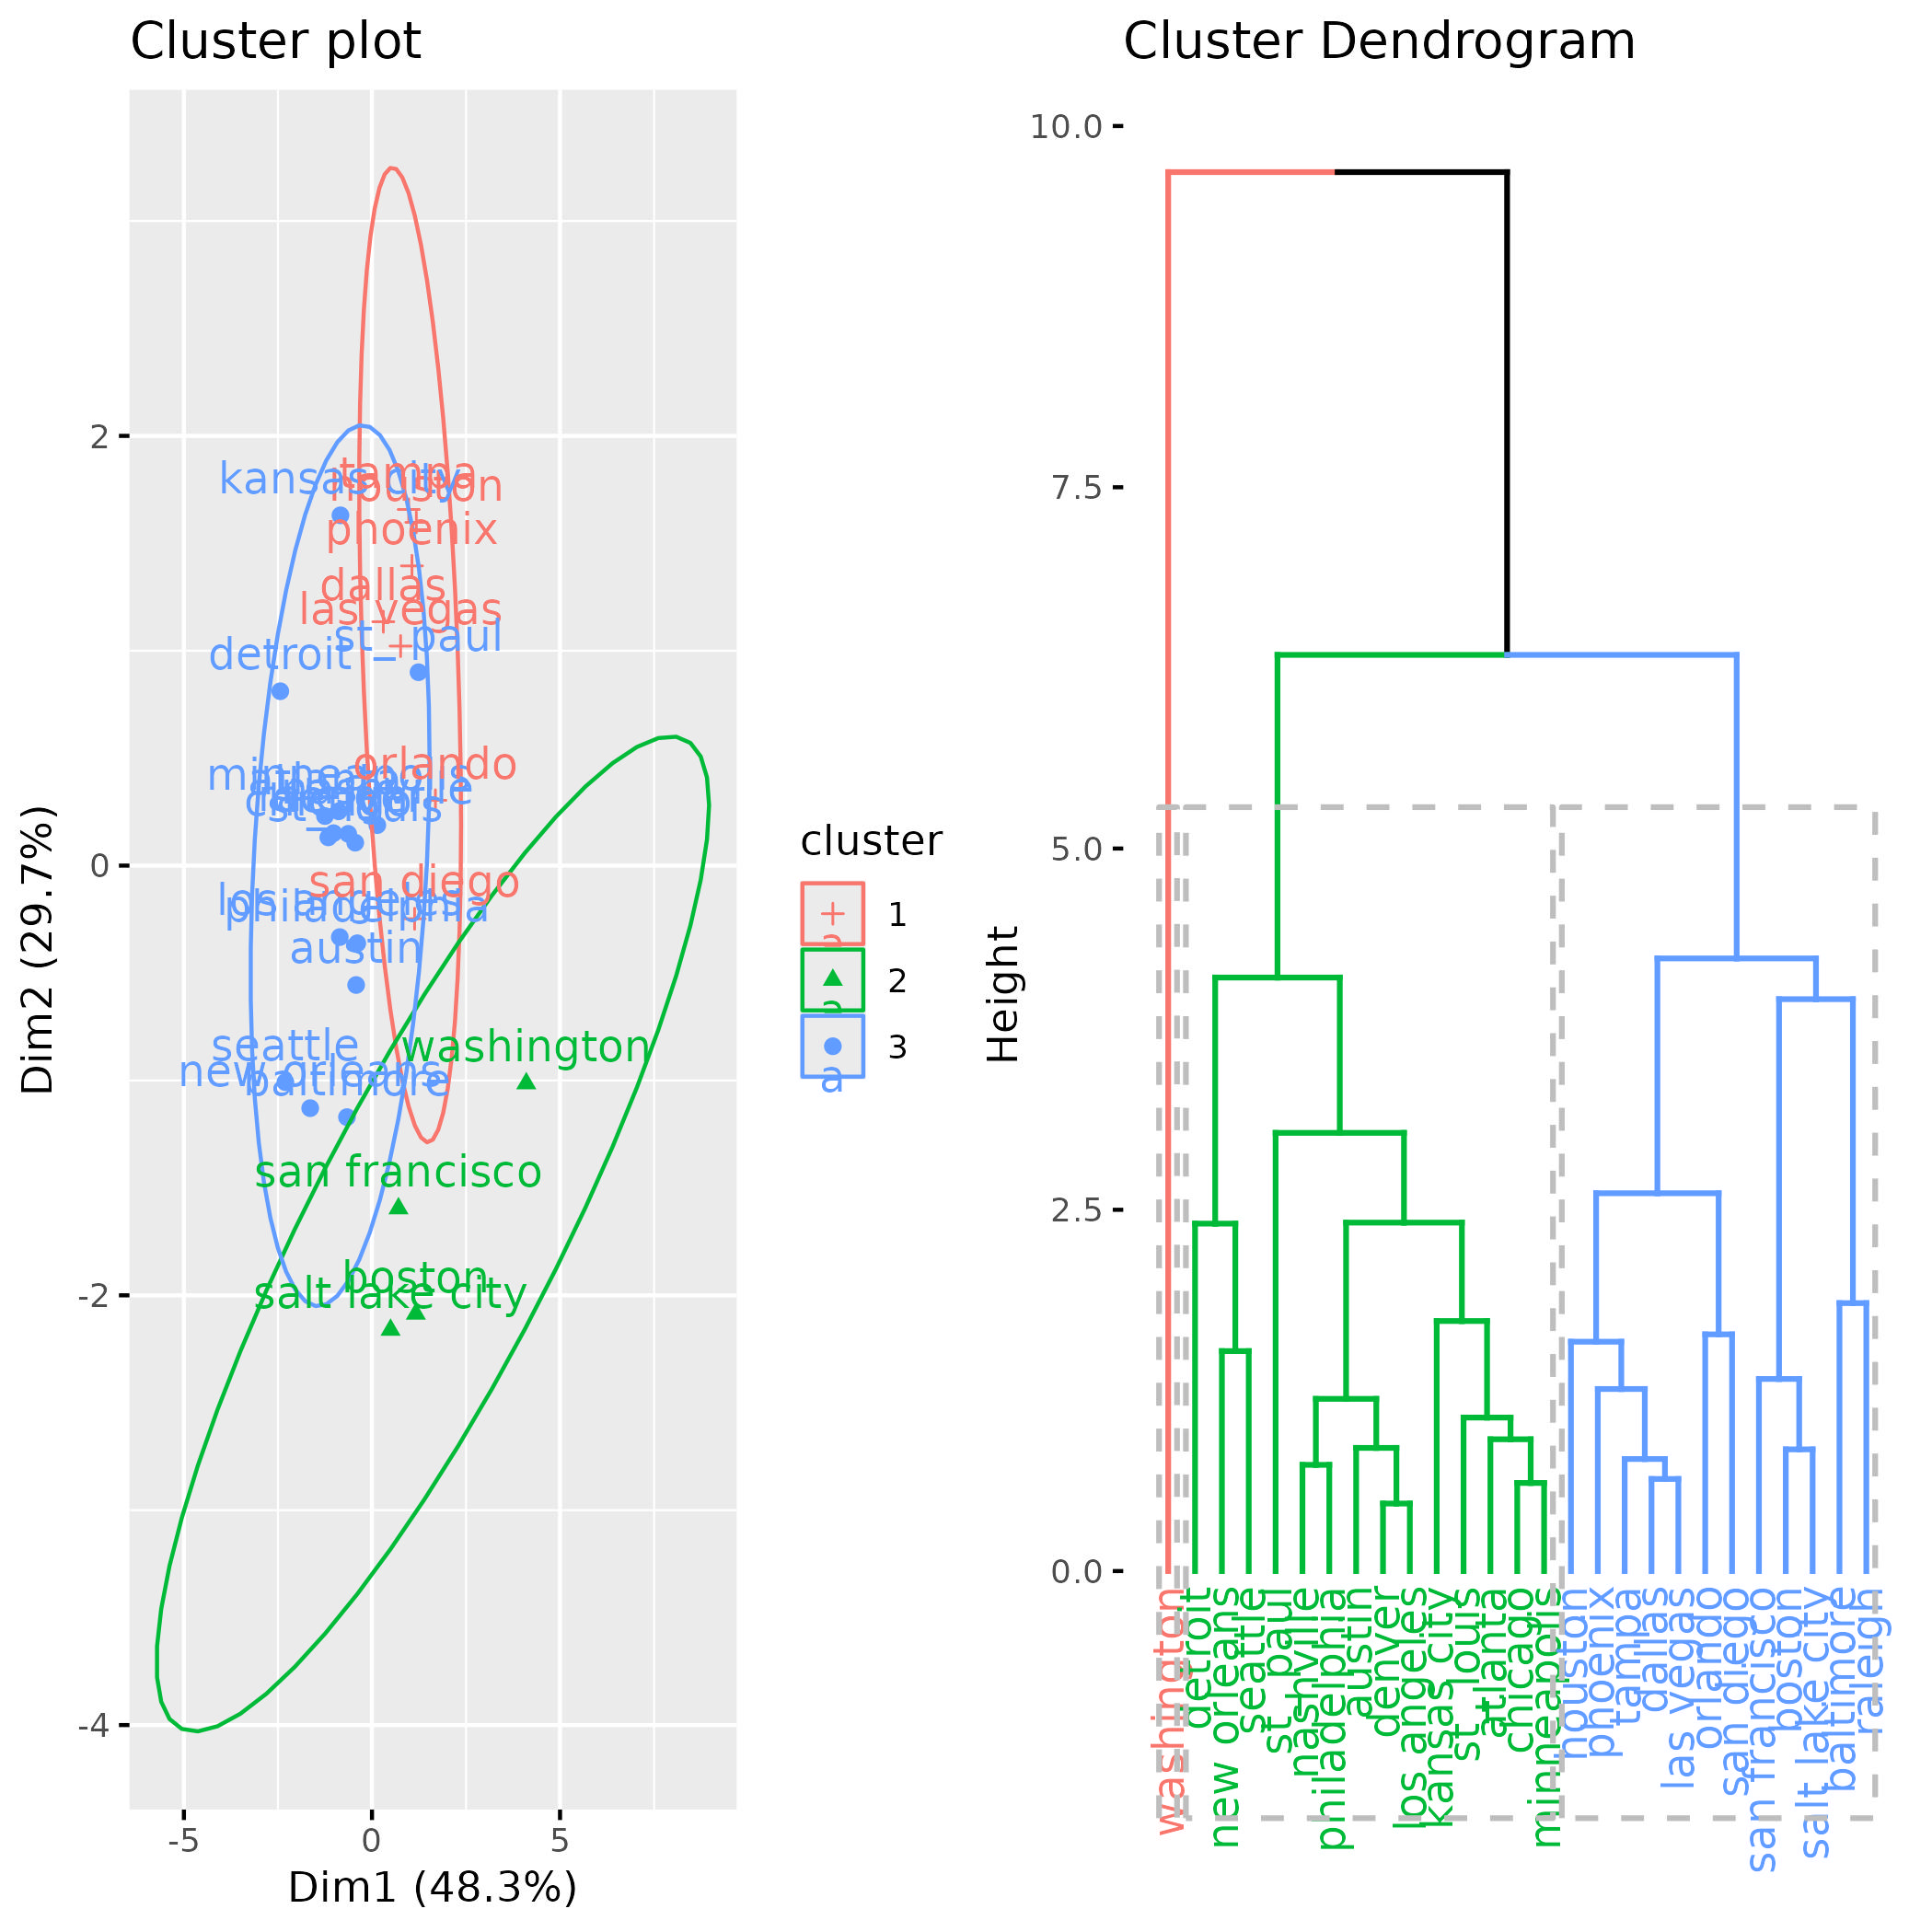 Cluster plot
Cluster Dendrogram
Dim2 (29.7%)
2
0
-2
-4
-5
0
5
Dim1 (48.3%)
kansas city
tampa
houston
phoenix
dallas
las vegas
st_paul
detroit
orlando
san diego
los angeles
philadelphia
austin
washington
seattle
new orleans
baltimore
san francisco
boston
salt lake city
cluster
a
1
a
2
a
3
Height
10.0
7.5
5.0
2.5
0.0
washington
detroit
new orleans
seattle
st_paul
nashville
philadelphia
austin
denver
los angeles
kansas city
st_louis
atlanta
chicago
minneapolis
houston
phoenix
tampa
dallas
las vegas
orlando
san diego
san francisco
boston
salt lake city
baltimore
raleigh